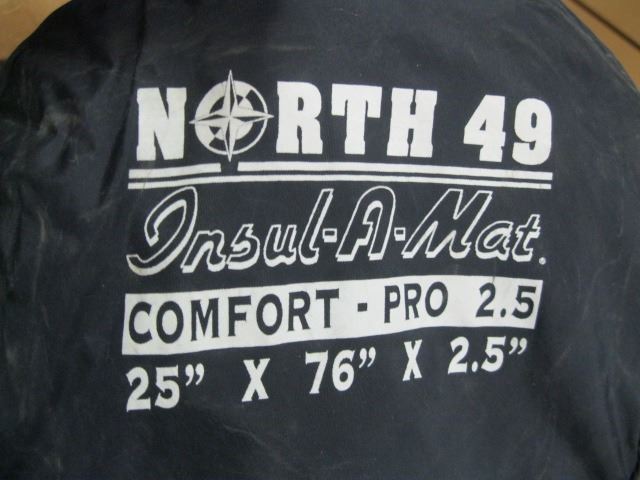 NORTH 49
Insul-A-Mat.
COMFORT - PRO 2.5
25” X 76” X 2.5”